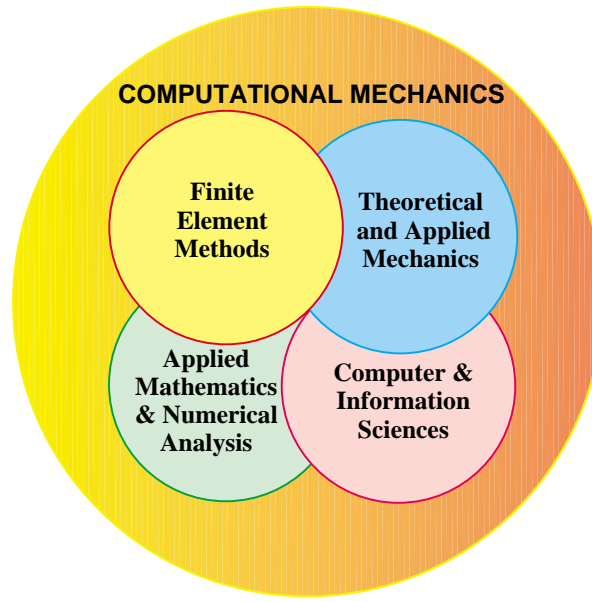 COMPUTATIONAL MECHANICS
Finite
Element
Methods
Theoretical
and Applied
Mechanics
Applied
Mathematics
& Numerical
Analysis
Computer &
Information
Sciences